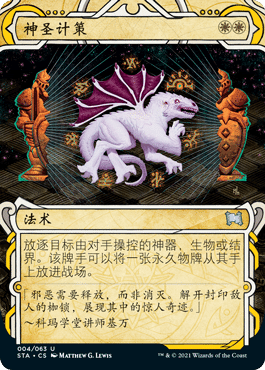 神圣计策
法术
放逐目标由对手操控的神器、生物或结
界。该牌手可以将一张永久物牌从其手
上放进战场。
「邪恶需要释放，而非消灭。解开封印敌
人的枷锁，展现其中的惊人奇迹。」
～科玛学堂讲师基万
004/063 U
STA • CS MATTHEW G. LEWIS
™ & © 2021 Wizards of the Coast